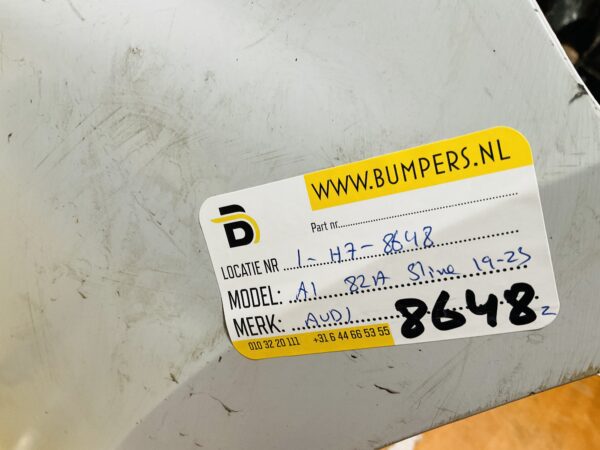 WWW.BUMPERS.NL
Part nr.
LOCATIE NR 1-H7-8648
MODEL: A1 82A Sline 19-23
MERK: AUDI 8648 z
010 32 20 111 +31 6 44 66 53 55